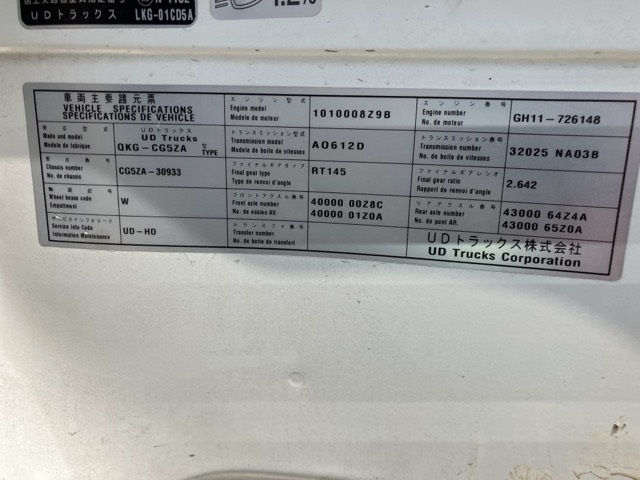 UDトラックス LKG-01CD5A
車両主要諸元表
VEHICLE SPECIFICATIONS
SPECIFICATIONS DE VEHICLE
エンジン型式
Engine model
Modele de moteur
1010008Z9B
エンジン番号
Engine number
No. de moteur
GH11-726148
車名型式
Made and model
Modele de fabrique
UDトラックス
UD Trucks
QKG-CG5ZA 型 TYPE
トランスミッション型式
Transmission model
Modele de boite de vitesses
AO612D
トランスミッション番号
Transmission number
No. de boite de vitesses
32025 NA03B
車台番号
Chassis number
No. de chassis
CG5ZA-30933
ファイナルギアタイプ
Final gear type
Type de renvoi d'angle
RT145
ファイナルギアレシオ
Final gear ratio
Rapport de renvoi d'angle
2.642
軸距記号
Wheel beam code
Empattement
W
フロントアクスル番号
Front axle number
No. de essieu AV.
40000 00Z8C
40000 01Z0A
リアアクスル番号
Rear axle number
No. de pont AR.
43000 64Z4A
43000 65Z0A
サービスインフォコード
Service Info Code
Information Maintenance
UD-HD
トランスファ番号
Transfer number
No. de boite de transfert
UDトラックス株式会社
UD Trucks Corporation